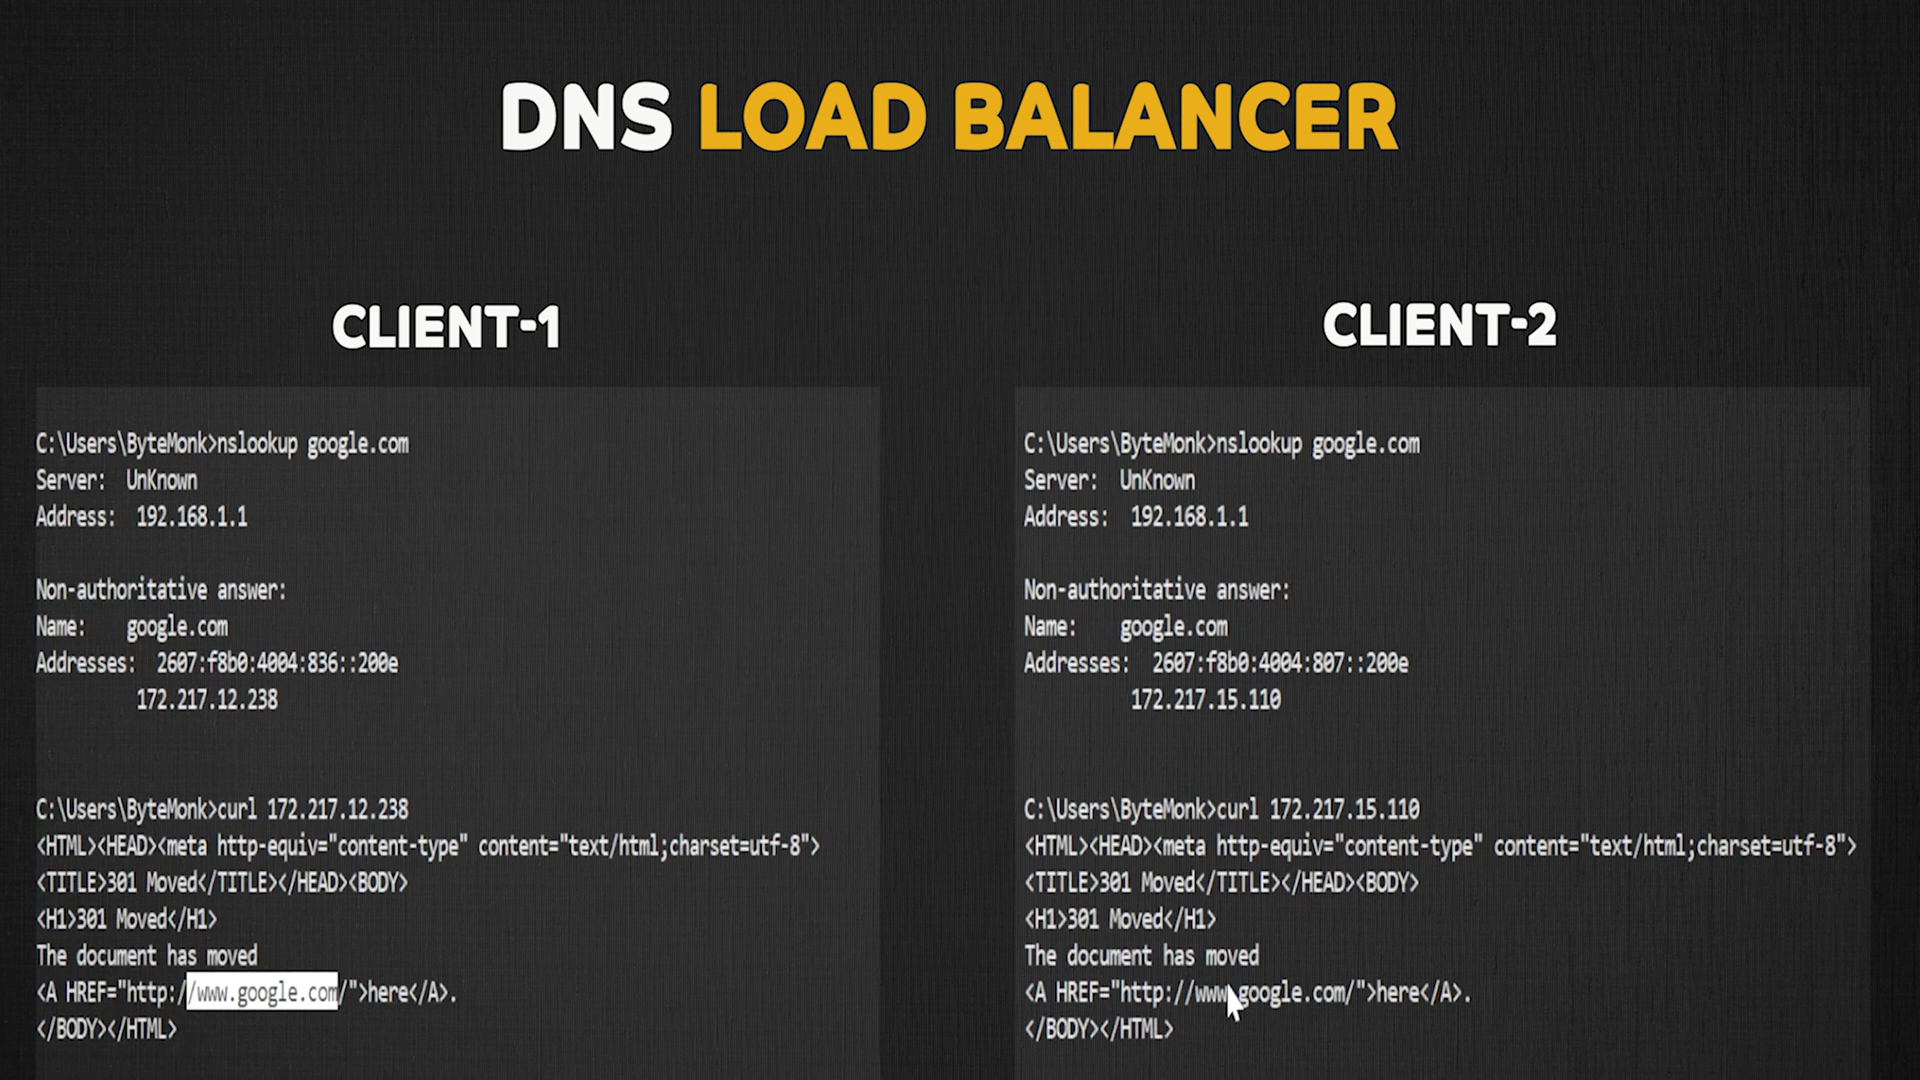 DNS LOAD BALANCER
CLIENT-1
C:\Users\ByteMonk>nslookup google.com
Server:  UnKnown
Address:  192.168.1.1
Non-authoritative answer:
Name:    google.com
Addresses:  2607:f8b0:4004:836::200e
172.217.12.238
C:\Users\ByteMonk>curl 172.217.12.238
<HTML><HEAD><meta http-equiv="content-type" content="text/html;charset=utf-8">
<TITLE>301 Moved</TITLE></HEAD><BODY>
<H1>301 Moved</H1>
The document has moved
<A HREF="http://www.google.com/">here</A>.
</BODY></HTML>
CLIENT-2
C:\Users\ByteMonk>nslookup google.com
Server:  UnKnown
Address:  192.168.1.1
Non-authoritative answer:
Name:    google.com
Addresses:  2607:f8b0:4004:807::200e
172.217.15.110
C:\Users\ByteMonk>curl 172.217.15.110
<HTML><HEAD><meta http-equiv="content-type" content="text/html;charset=utf-8">
<TITLE>301 Moved</TITLE></HEAD><BODY>
<H1>301 Moved</H1>
The document has moved
<A HREF="http://www.google.com/">here</A>.
</BODY></HTML>